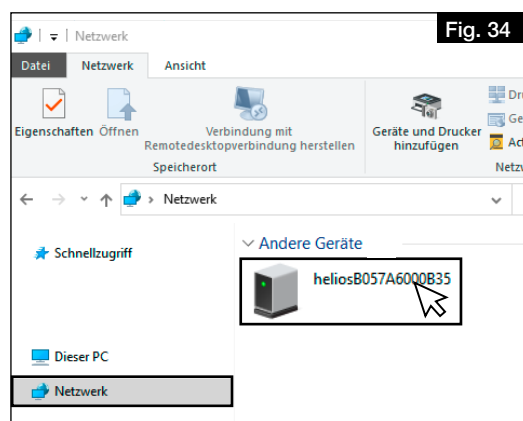 Fig. 34
Netzwerk
Datei Netzwerk Ansicht
Eigenschaften Öffnen Verbindung mit Remotedesktopverbindung herstellen Geräte und Drucker hinzufügen
Speicherort
Netzwerk
Schnellzugriff
Andere Geräte
heliosB057A6000B35
Dieser PC
Netzwerk